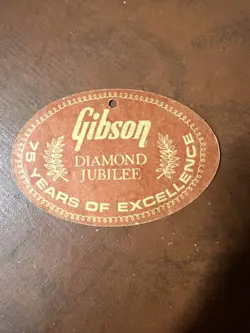 Gibson
DIAMOND
JUBILEE
75 YEARS OF EXCELLENCE